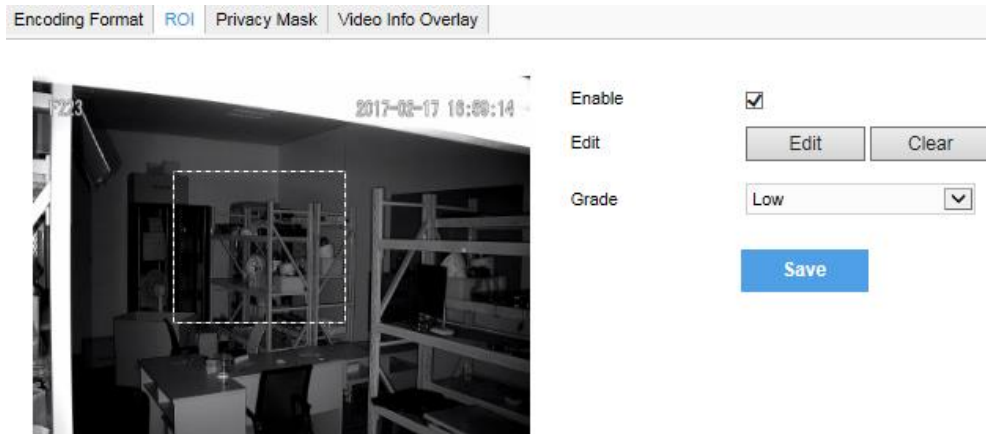 Encoding Format ROI Privacy Mask Video Info Overlay
F223 2017-02-17 16:59:14
Enable
Edit Edit Clear
Grade Low
Save